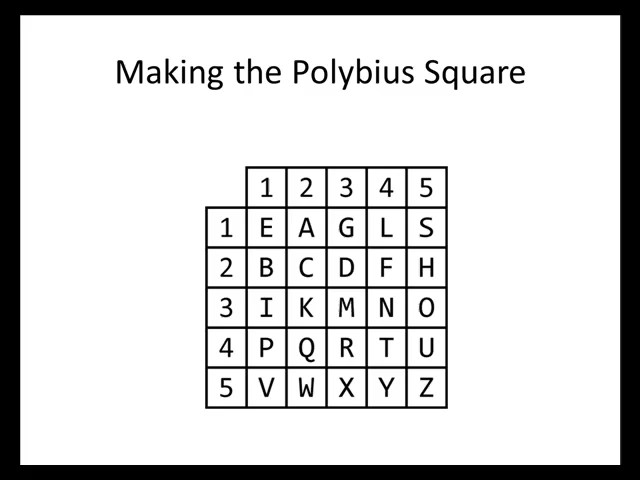 Making the Polybius Square
1 2 3 4 5
1 E A G L S
2 B C D F H
3 I K M N O
4 P Q R T U
5 V W X Y Z